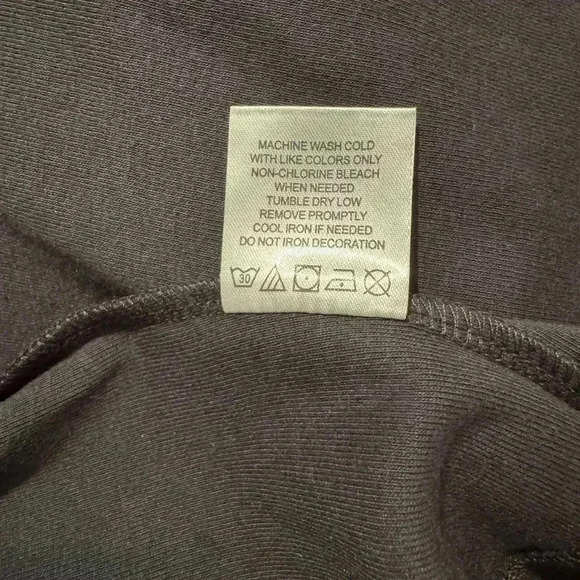 MACHINE WASH COLD
WITH LIKE COLORS ONLY
NON-CHLORINE BLEACH
WHEN NEEDED
TUMBLE DRY LOW
REMOVE PROMPTLY
COOL IRON IF NEEDED
DO NOT IRON DECORATION
30